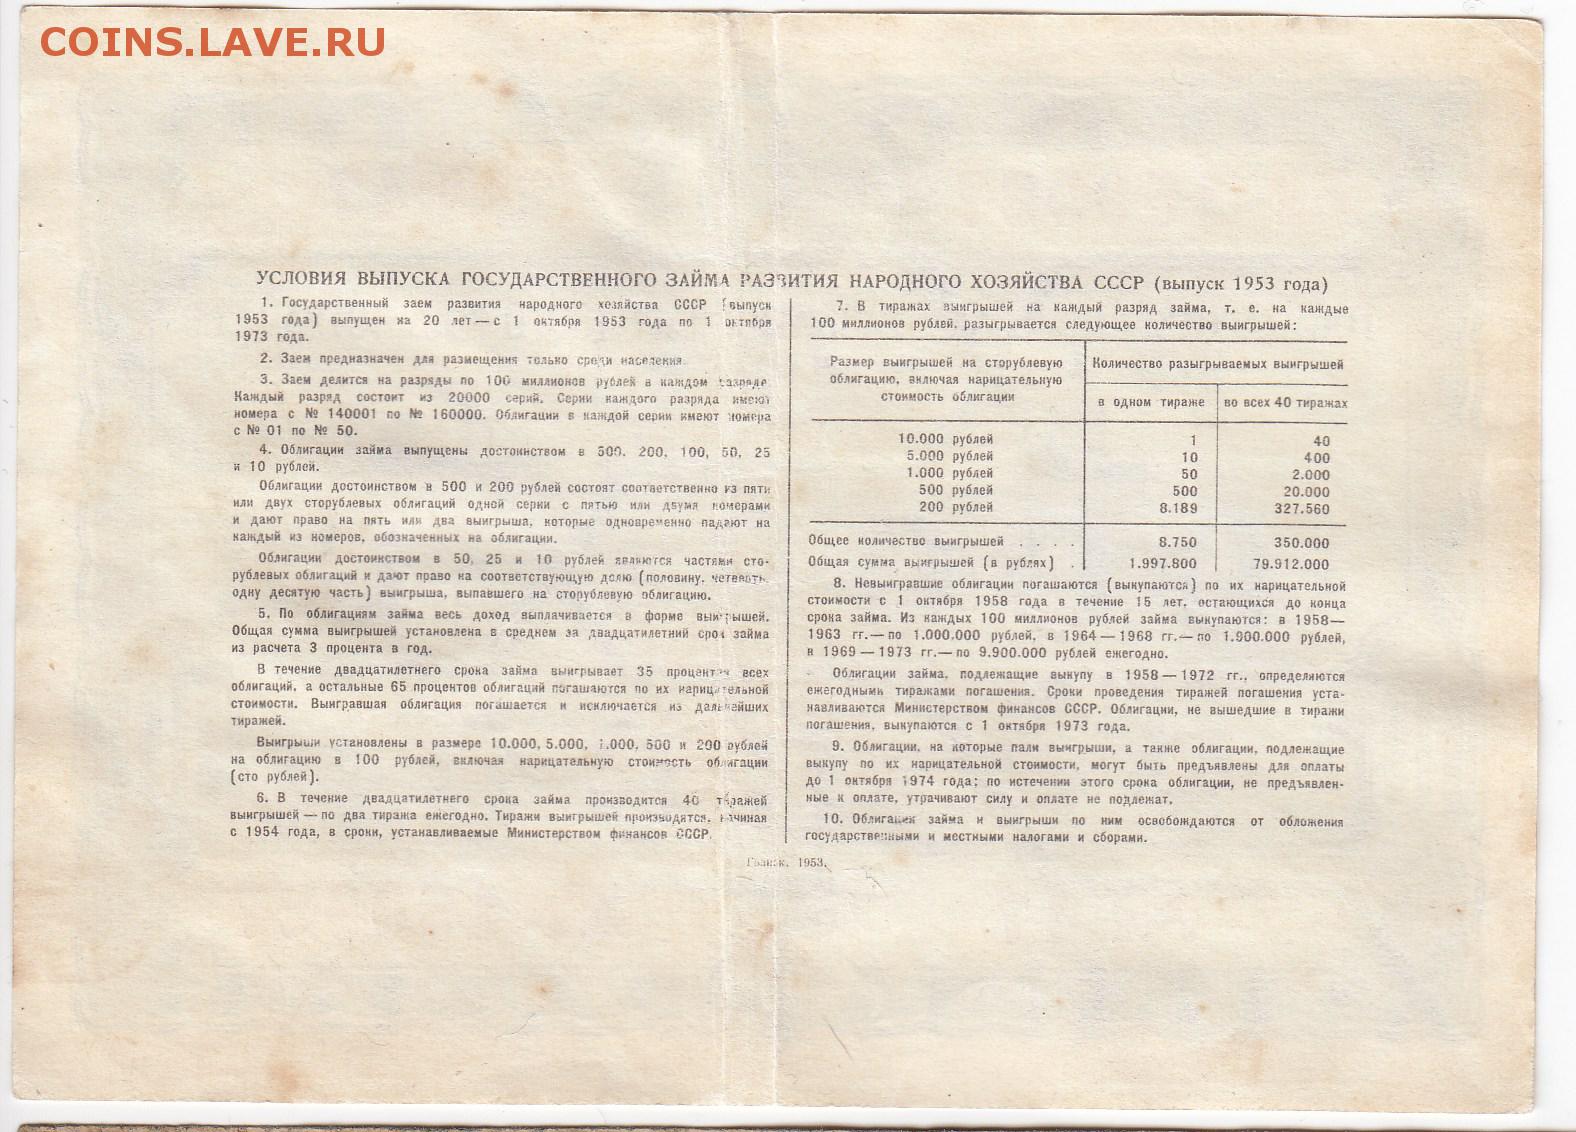 COINS.LAVE.RU
УСЛОВИЯ ВЫПУСКА ГОСУДАРСТВЕННОГО ЗАЙМА РАЗВИТИЯ НАРОДНОГО ХОЗЯЙСТВА СССР (выпуск 1953 года)
1. Государственный заем развития народного хозяйства СССР (выпуск
1953 года) выпущен на 20 лет — с 1 октября 1953 года по 1 октября
1973 года.
2. Заем предназначен для размещения только среди населения.
3. Заем делится на разряды по 100 миллионов рублей в каждом разряде.
Каждый разряд состоит из 20000 серий. Серии каждого разряда имеют
номера с № 140001 по № 160000. Облигации в каждой серии имеют номера
с № 01 по № 50.
4. Облигации займа выпущены достоинством в 500, 200, 100, 50, 25
и 10 рублей.
Облигации достоинством в 500 и 200 рублей состоят соответственно из пяти
или двух сторублевых облигаций одной серии с пятью или двумя номерами
и дают право на пять или два выигрыша, которые одновременно падают на
каждый из номеров, обозначенных на облигации.
Облигации достоинством в 50, 25 и 10 рублей являются частями сто-
рублевых облигаций и дают право на соответствующую долю (половину, четверть,
одну десятую часть) выигрыша, выпавшего на сторублевую облигацию.
5. По облигациям займа весь доход выплачивается в форме выигрышей.
Общая сумма выигрышей установлена в среднем за двадцатилетний срок займа
из расчета 3 процента в год.
В течение двадцатилетнего срока займа выигрывает 35 процентов всех
облигаций, а остальные 65 процентов облигаций погашаются по их нарицательной
стоимости. Выигравшая облигация погашается и исключается из дальнейших
тиражей.
Выигрыши установлены в размере 10.000, 5.000, 1.000, 500 и 200 рублей
на облигацию в 100 рублей, включая нарицательную стоимость облигации
(сто рублей).
6. В течение двадцатилетнего срока займа производится 40 тиражей
выигрышей — по два тиража ежегодно. Тиражи выигрышей производятся, начиная
с 1954 года, в сроки, устанавливаемые Министерством финансов СССР.
7. В тиражах выигрышей на каждый разряд займа, т. е. на каждые
100 миллионов рублей, разыгрывается следующее количество выигрышей:
Размер выигрышей на сторублевую
облигацию, включая нарицательную
стоимость облигации
Количество разыгрываемых выигрышей
в одном тираже во всех 40 тиражах
10.000 рублей 1 40
5.000 рублей 10 400
1.000 рублей 50 2.000
500 рублей 500 20.000
200 рублей 8.189 327.560
Общее количество выигрышей . . . . 8.750 350.000
Общая сумма выигрышей (в рублях) . 1.997.800 79.912.000
8. Невыигравшие облигации погашаются (выкупаются) по их нарицательной
стоимости с 1 октября 1958 года в течение 15 лет, остающихся до конца
срока займа. Из каждых 100 миллионов рублей займа выкупается: в 1958—
1963 гг. — по 1.000.000 рублей, в 1964 — 1968 гг. — по 1.900.000 рублей,
в 1969 — 1973 гг. — по 9.900.000 рублей ежегодно.
Облигации займа, подлежащие выкупу в 1958 — 1972 гг., определяются
ежегодными тиражами погашения. Сроки проведения тиражей погашения уста-
навливаются Министерством финансов СССР. Облигации, не вышедшие в тиражи
погашения, выкупаются с 1 октября 1973 года.
9. Облигации, на которые пали выигрыши, а также облигации, подлежащие
выкупу по их нарицательной стоимости, могут быть предъявлены для оплаты
до 1 октября 1974 года; по истечении этого срока облигации, не предъявлен-
ные к оплате, утрачивают силу и оплате не подлежат.
10. Облигации займа и выигрыши по ним освобождаются от обложения
государственными и местными налогами и сборами.
Гознак. 1953.